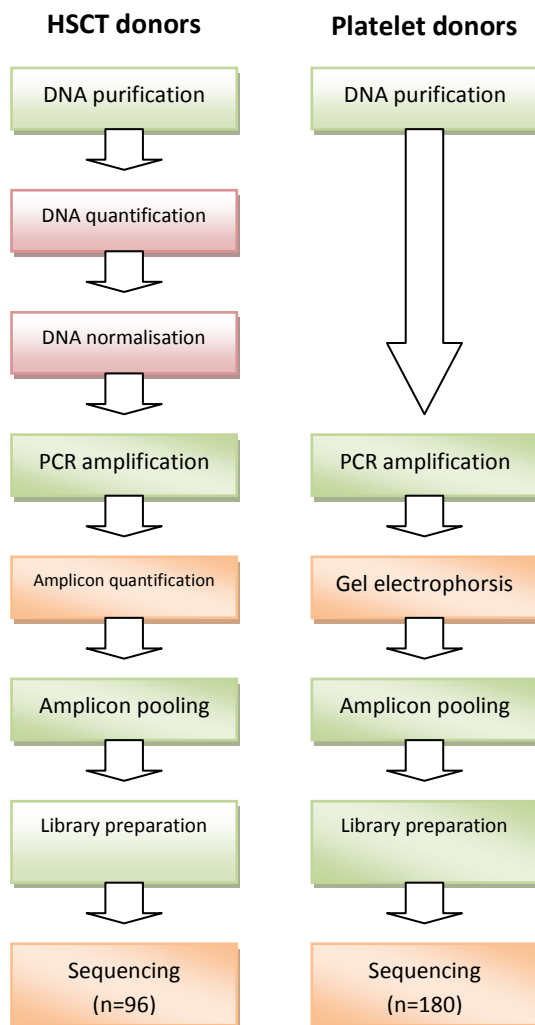 HSCT donors
DNA purification
DNA quantification
DNA normalisation
PCR amplification
Amplicon quantification
Amplicon pooling
Library preparation
Sequencing
(n=96)
Platelet donors
DNA purification
PCR amplification
Gel electrophorsis
Amplicon pooling
Library preparation
Sequencing
(n=180)